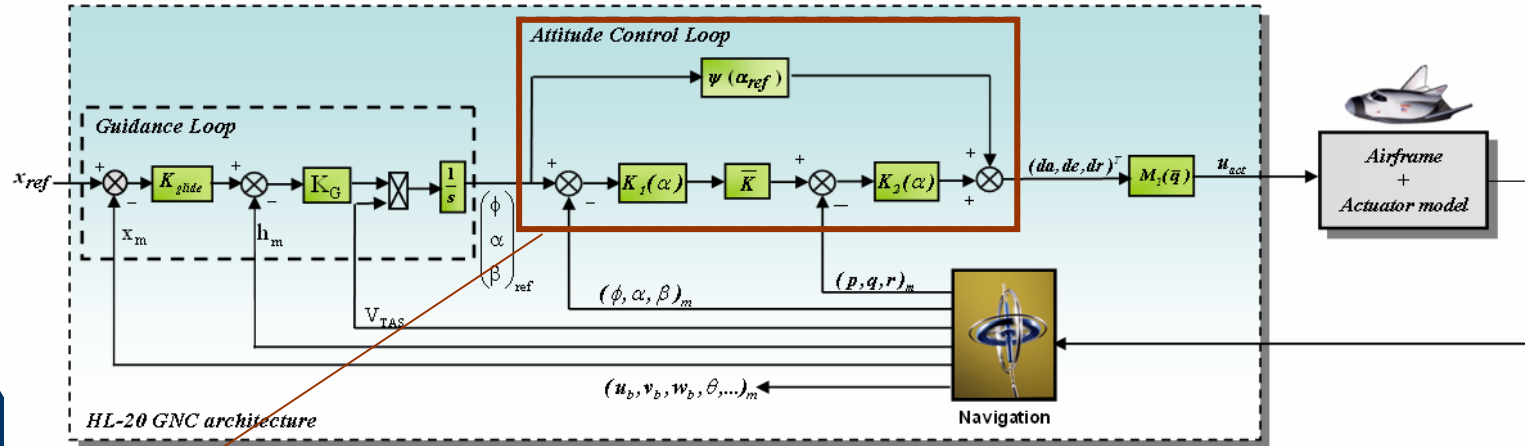 Attitude Control Loop
ψ (α_ref)
Guidance Loop
x_ref
+
−
K_glide
+
−
K_G
1/s
+
−
K_1(α)
K̄
+
−
K_2(α)
+
+
(da, de, dr)^T
M_1(q̄)
u_act
Airframe
+
Actuator model
x_m
h_m
(ϕ
α
β)_ref
(ϕ, α, β)_m
(p, q, r)_m
V_TAS
(u_b, v_b, w_b, θ,...)_m
HL-20 GNC architecture
Navigation